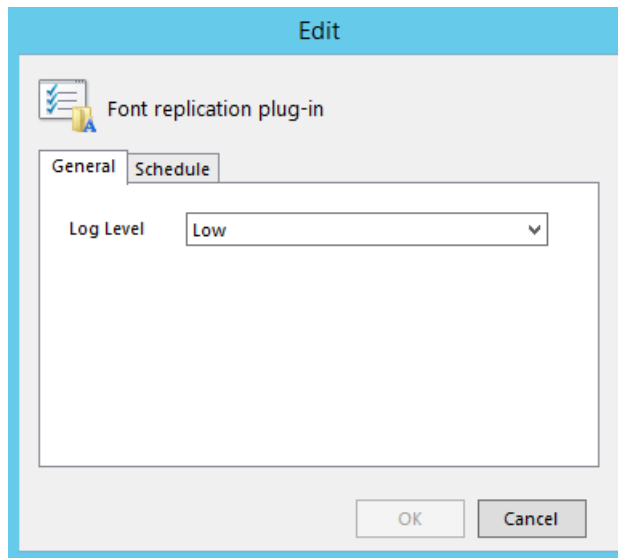 Edit
Font replication plug-in
General Schedule
Log Level Low
OK Cancel